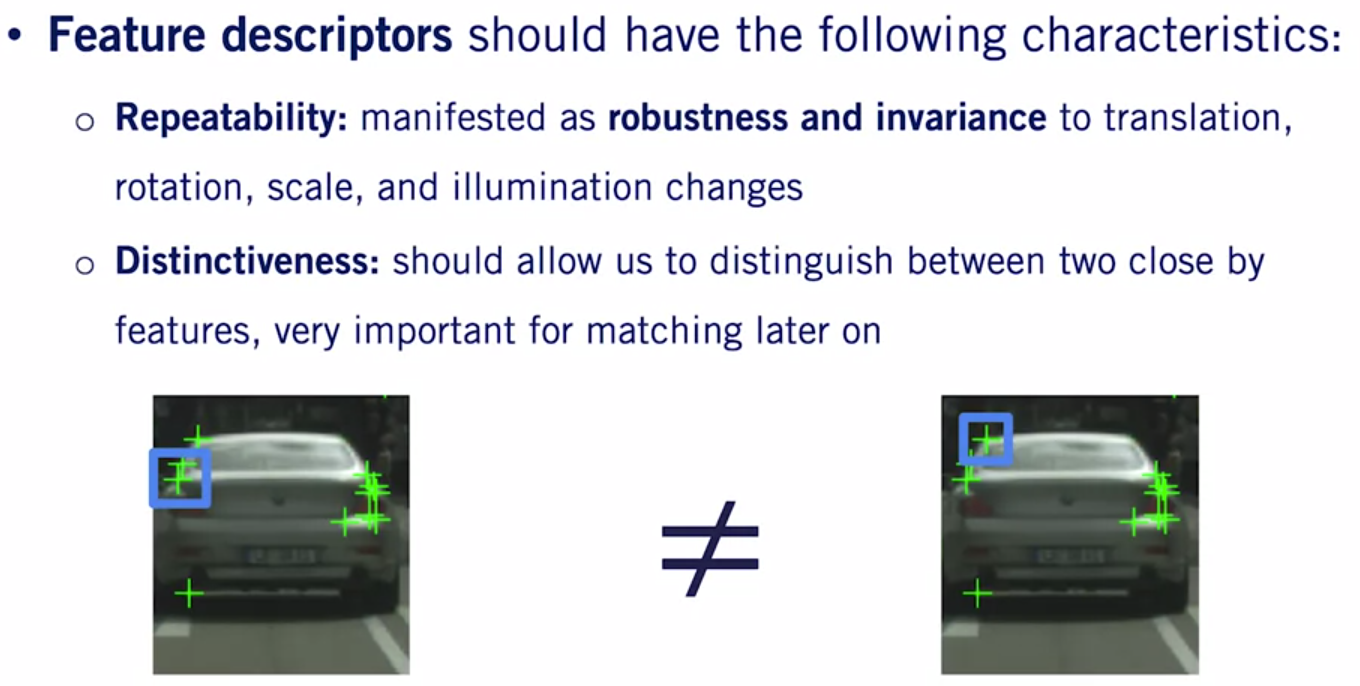 • Feature descriptors should have the following characteristics:
○ Repeatability: manifested as robustness and invariance to translation,
rotation, scale, and illumination changes
○ Distinctiveness: should allow us to distinguish between two close by
features, very important for matching later on
≠